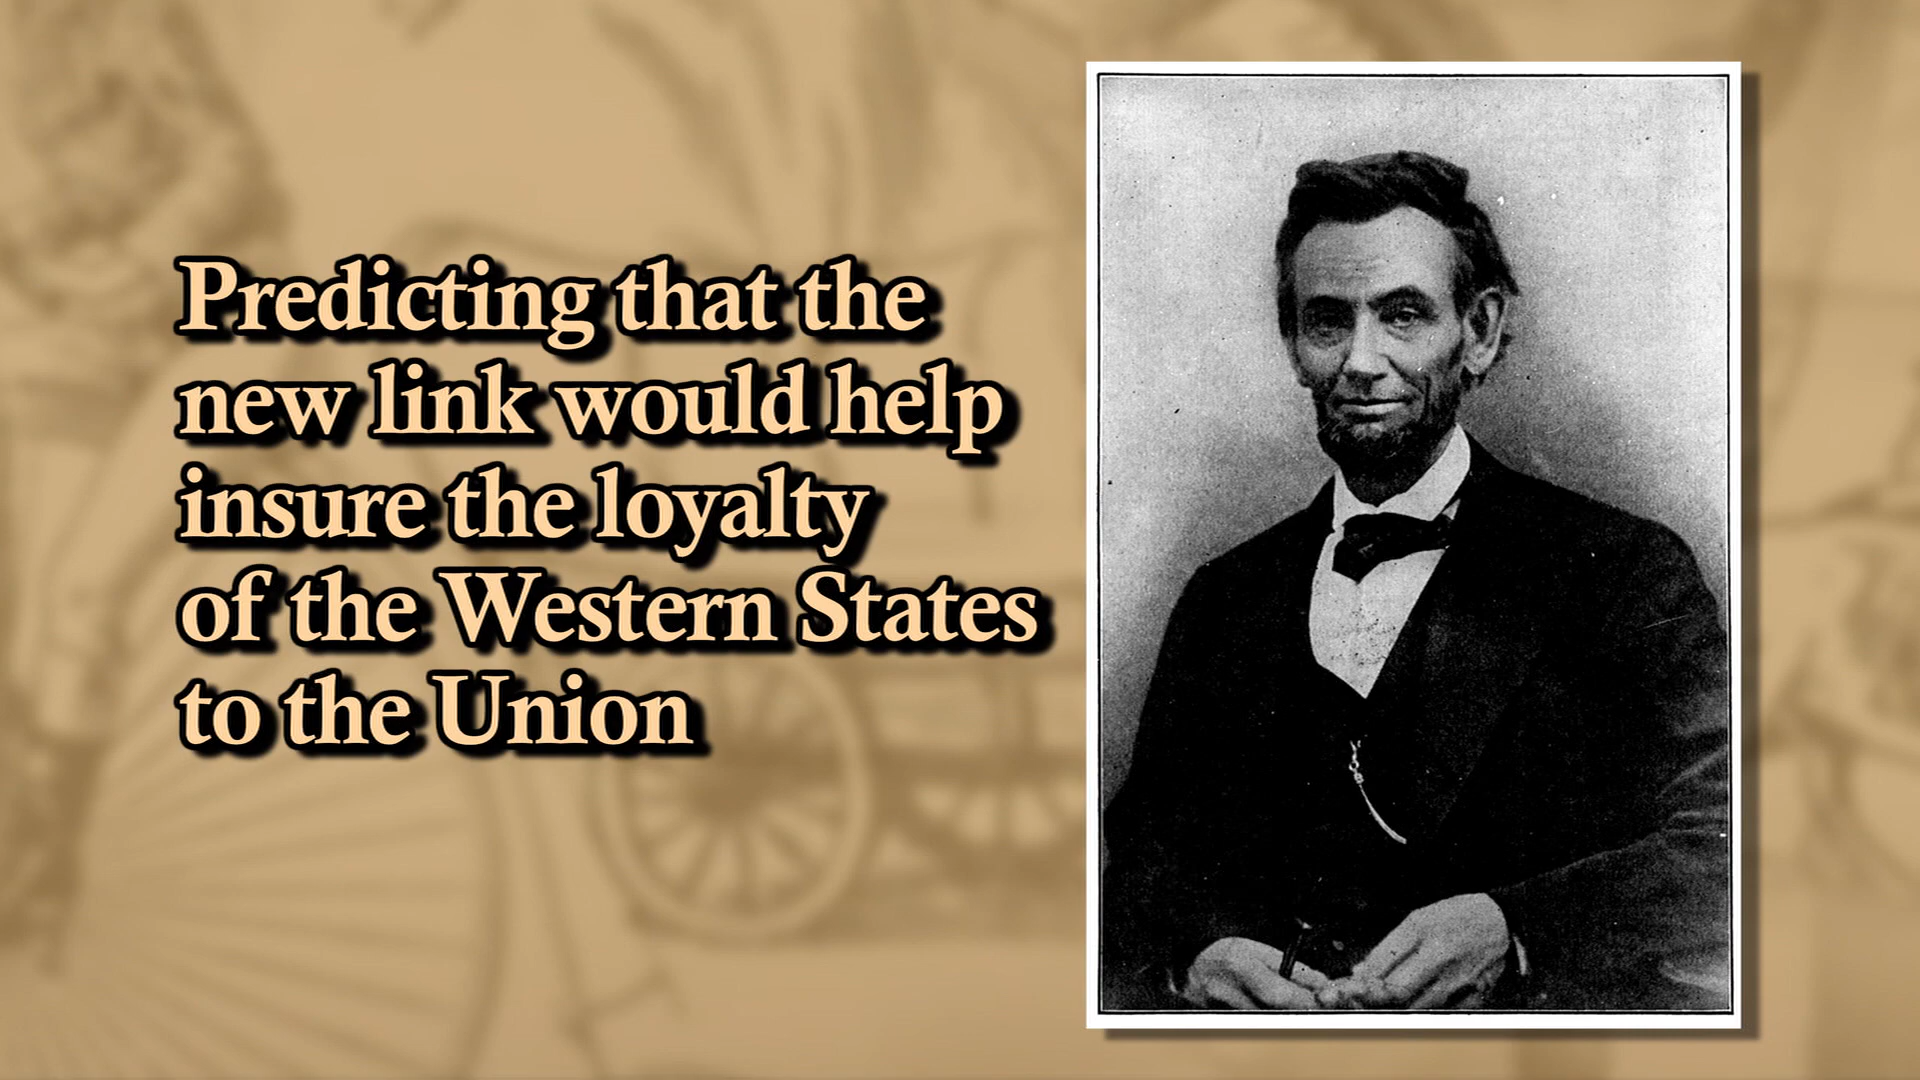 Predicting that the
new link would help
insure the loyalty
of the Western States
to the Union